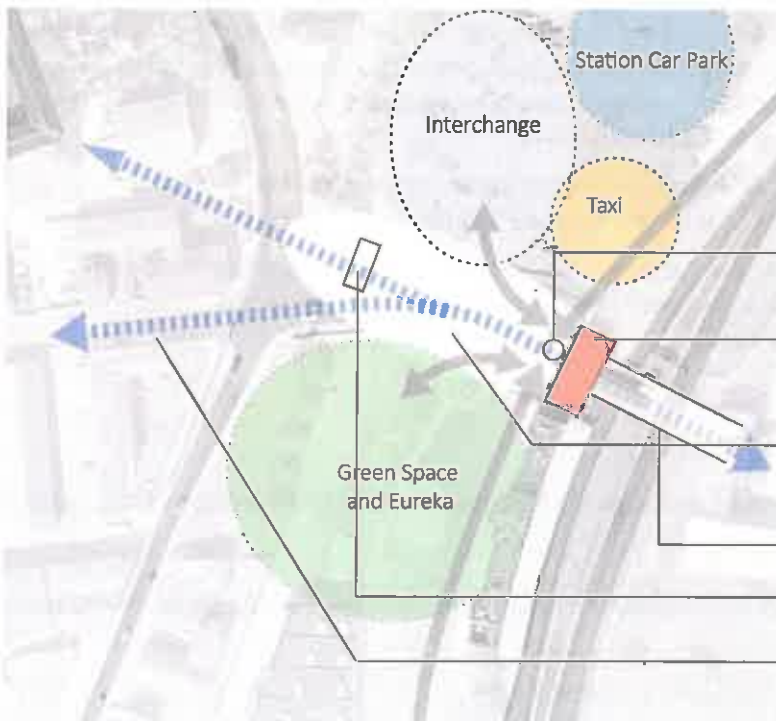 Station Car Park
Interchange
Taxi
Green Space
and Eureka